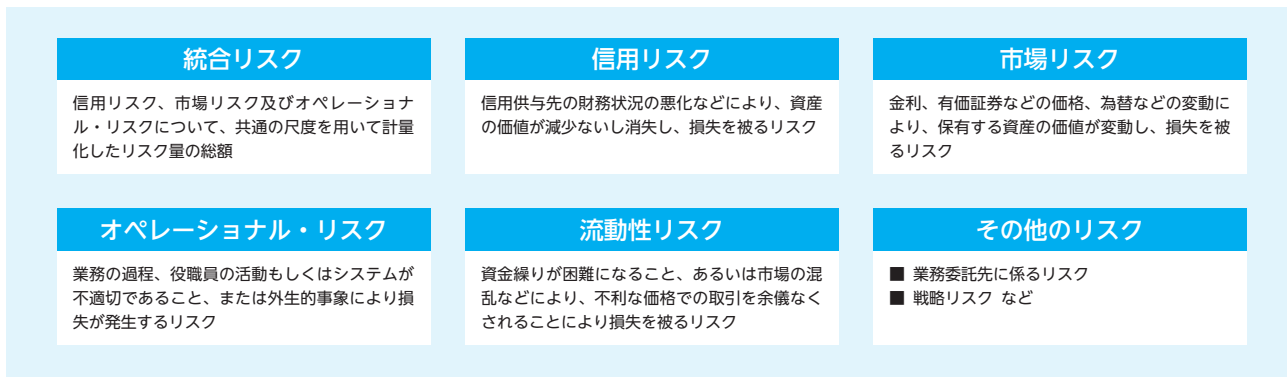 統合リスク
信用リスク、市場リスク及びオペレーショナ
ル・リスクについて、共通の尺度を用いて計量
化したリスク量の総額
信用リスク
信用供与先の財務状況の悪化などにより、資産
の価値が減少ないし消失し、損失を被るリスク
市場リスク
金利、有価証券などの価格、為替などの変動に
より、保有する資産の価値が変動し、損失を被
るリスク
オペレーショナル・リスク
業務の過程、役職員の活動もしくはシステムが
不適切であること、または外生的事象により損
失が発生するリスク
流動性リスク
資金繰りが困難になること、あるいは市場の混
乱などにより、不利な価格での取引を余儀なく
されることにより損失を被るリスク
その他のリスク
■ 業務委託先に係るリスク
■ 戦略リスク など